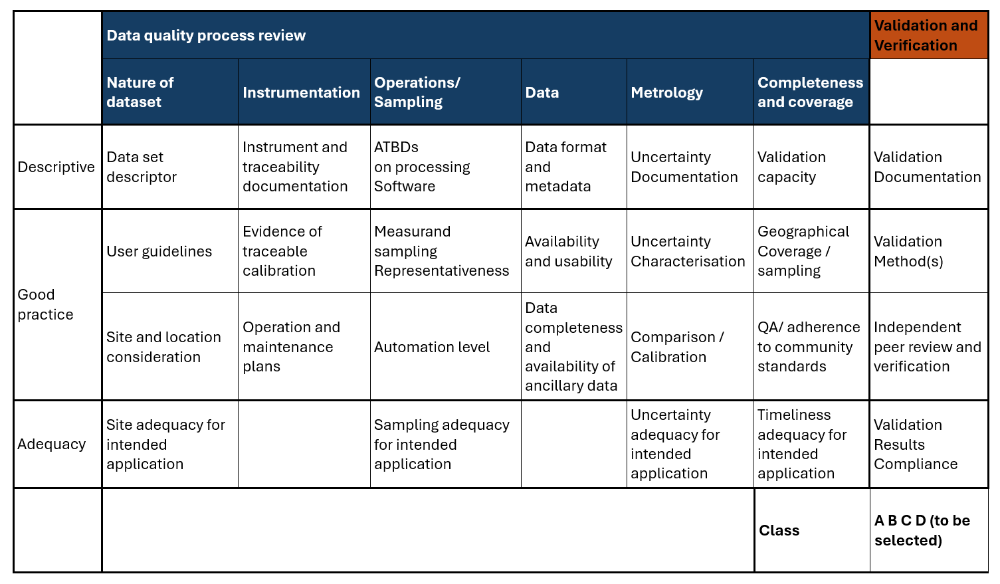 Data quality process review
Validation and
Verification
Nature of
dataset
Instrumentation
Operations/
Sampling
Data
Metrology
Completeness
and coverage
Descriptive
Data set
descriptor
Instrument and
traceability
documentation
ATBDs
on processing
Software
Data format
and
metadata
Uncertainty
Documentation
Validation
capacity
Validation
Documentation
Good
practice
User guidelines
Evidence of
traceable
calibration
Measurand
sampling
Representativeness
Availability
and usability
Uncertainty
Characterisation
Geographical
Coverage /
sampling
Validation
Method(s)
Site and location
consideration
Operation and
maintenance
plans
Automation level
Data
completeness
and
availability of
ancillary data
Comparison /
Calibration
QA/ adherence
to community
standards
Independent
peer review and
verification
Adequacy
Site adequacy for
intended
application
Sampling adequacy
for intended
application
Uncertainty
adequacy for
intended
application
Timeliness
adequacy for
intended
application
Validation
Results
Compliance
Class
A B C D (to be
selected)